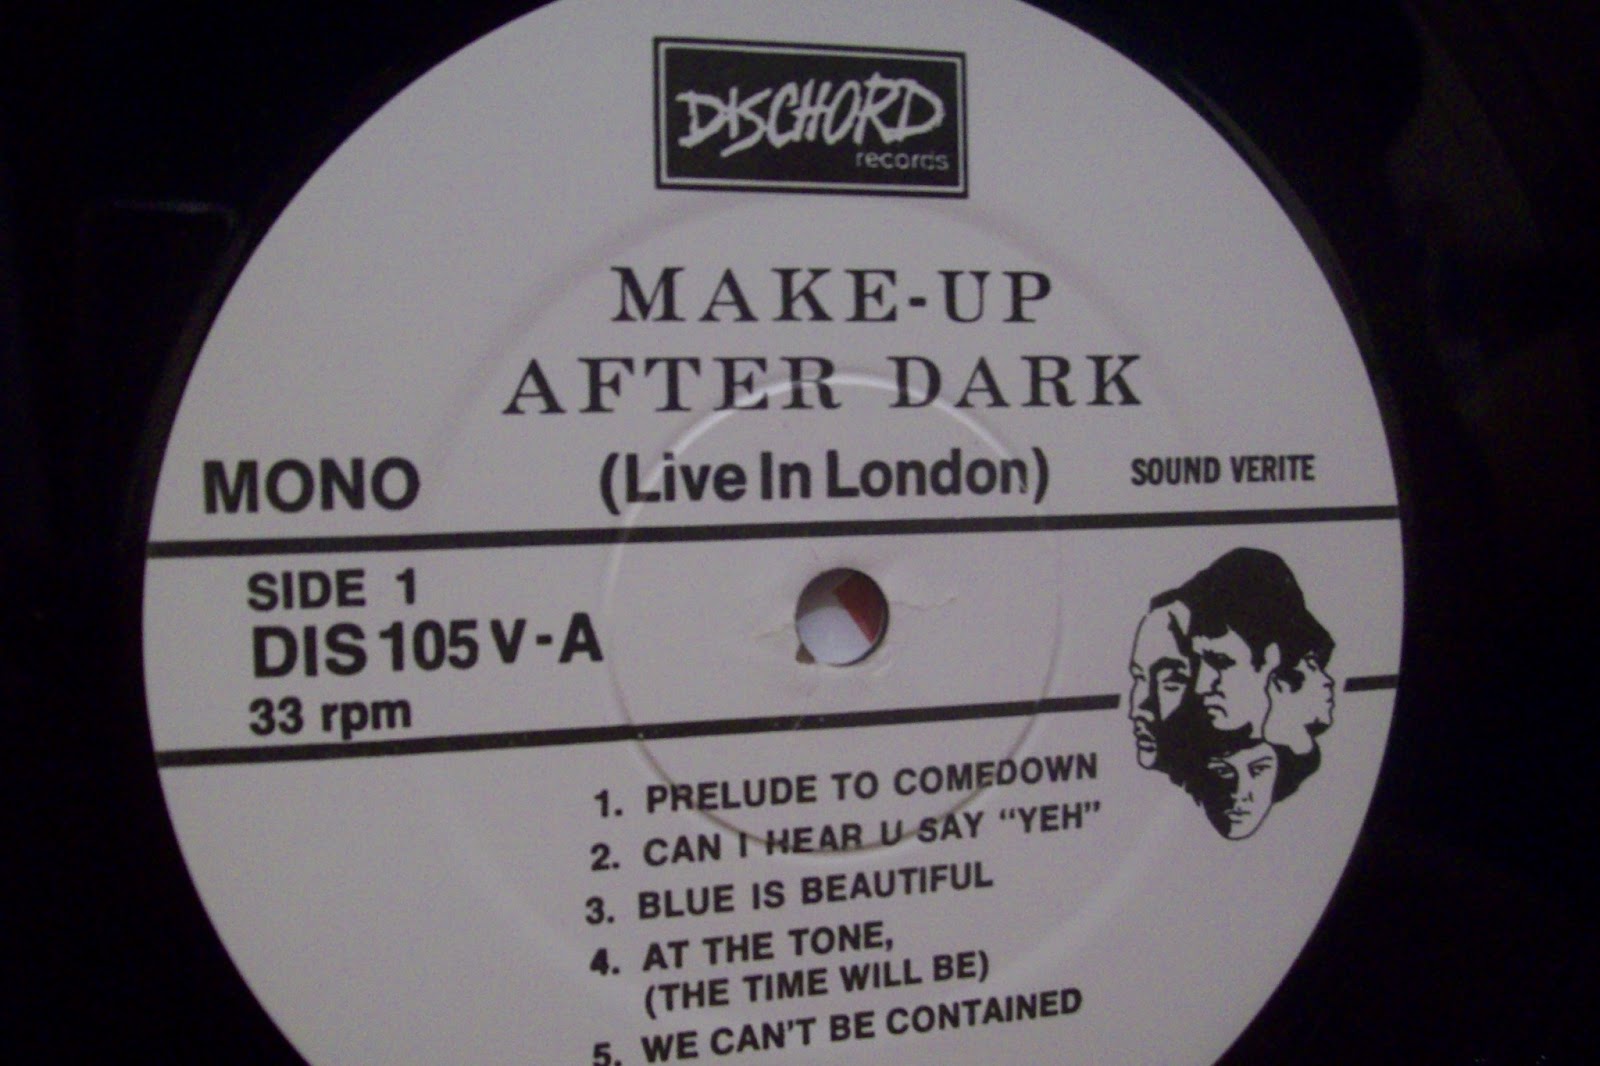 DISCHORD
records
MAKE-UP
AFTER DARK
MONO (Live In London) SOUND VERITE
SIDE 1
DIS 105 V-A
33 rpm
1. PRELUDE TO COMEDOWN
2. CAN I HEAR U SAY “YEH”
3. BLUE IS BEAUTIFUL
4. AT THE TONE,
(THE TIME WILL BE)
5. WE CAN'T BE CONTAINED